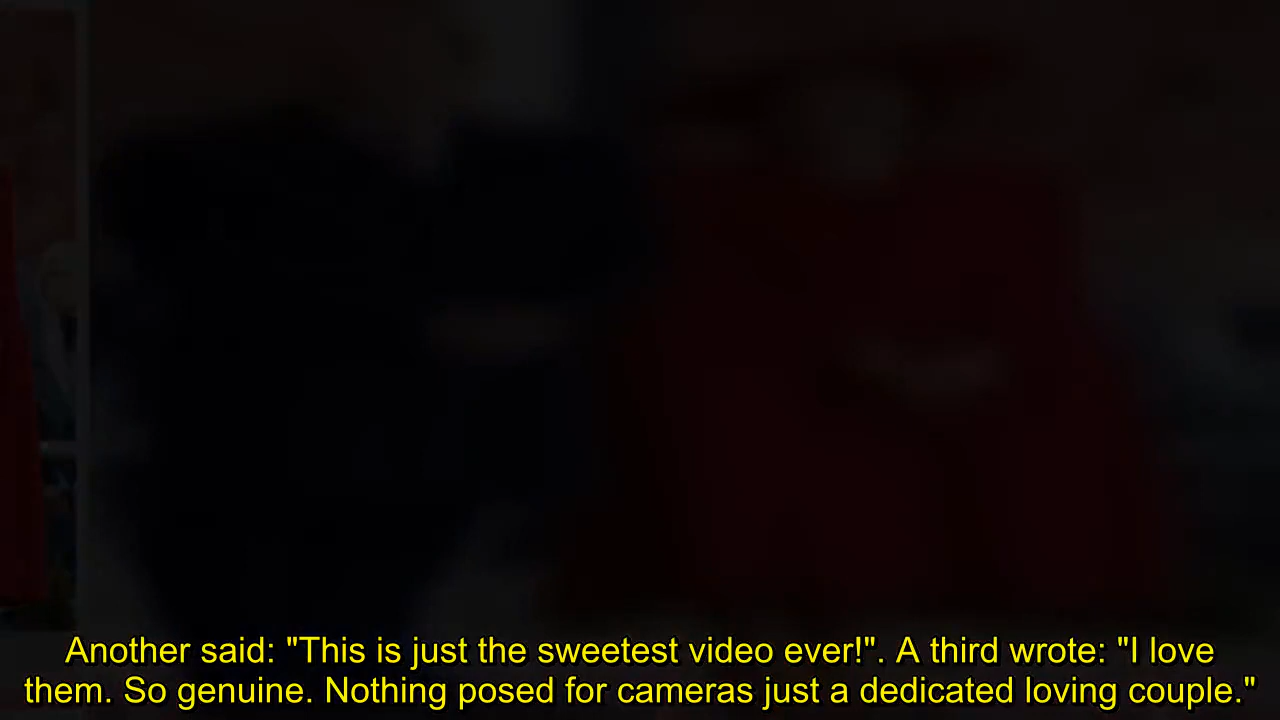 Another said: "This is just the sweetest video ever!". A third wrote: "I love
them. So genuine. Nothing posed for cameras just a dedicated loving couple."